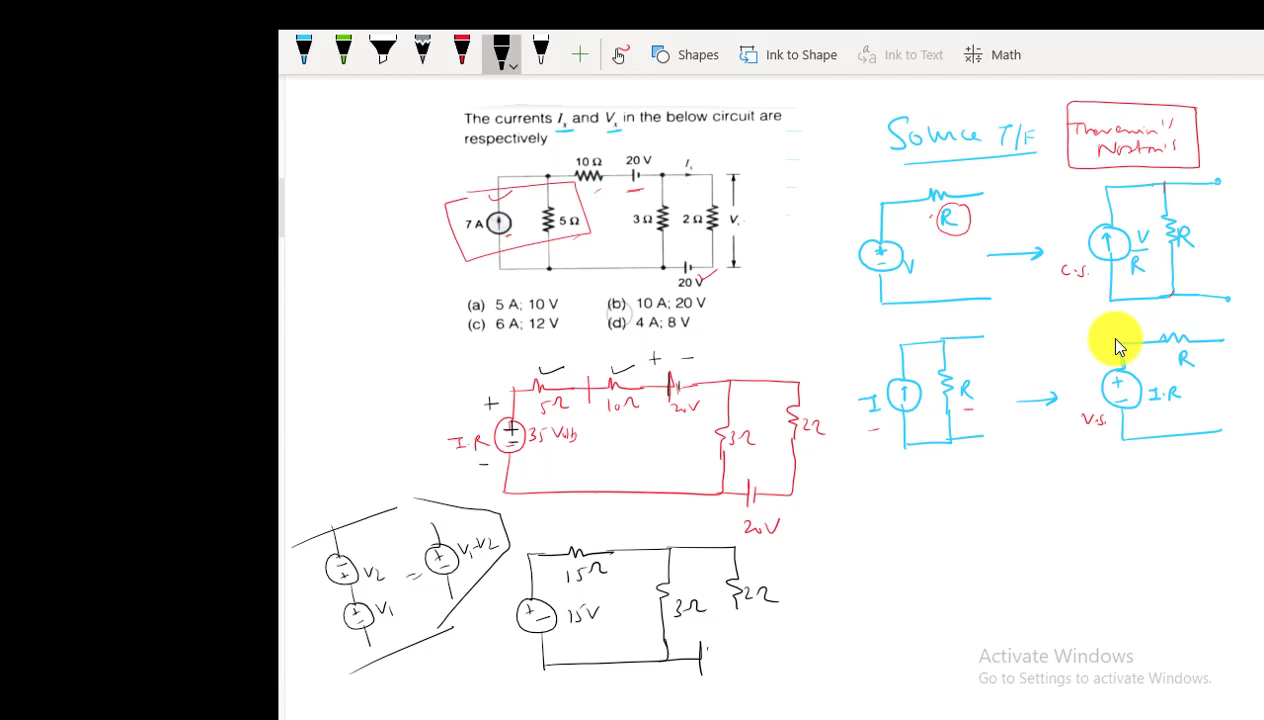 Shapes
Ink to Shape
Ink to Text
Math
The currents Ix and Vx in the below circuit are
respectively
10 Ω
20 V
I
7 A
5 Ω
3 Ω
2 Ω
V
20 V
(a) 5 A; 10 V
(b) 10 A; 20 V
(c) 6 A; 12 V
(d) 4 A; 8 V
Source T/F
Thevenin's/
Norton's
R
V
V/R
R
C.S.
I
R
I.R
R
V.S.
+ -
+
5Ω
10Ω
20V
I.R
35 Volts
3Ω
2Ω
-
20V
V2
V1
=
V1-V2
15Ω
15V
3Ω
2Ω
Activate Windows
Go to Settings to activate Windows.